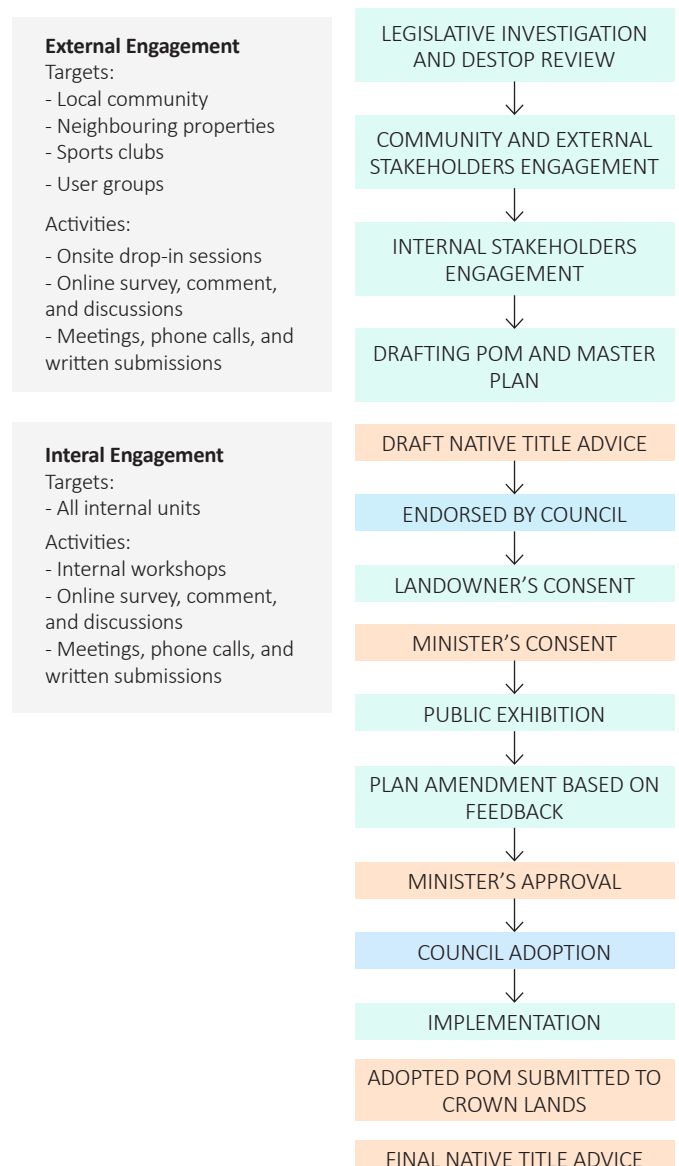 External Engagement
Targets:
- Local community
- Neighbouring properties
- Sports clubs
- User groups
Activities:
- Onsite drop-in sessions
- Online survey, comment,
and discussions
- Meetings, phone calls, and
written submissions
Interal Engagement
Targets:
- All internal units
Activities:
- Internal workshops
- Online survey, comment,
and discussions
- Meetings, phone calls, and
written submissions
LEGISLATIVE INVESTIGATION
AND DESTOP REVIEW
COMMUNITY AND EXTERNAL
STAKEHOLDERS ENGAGEMENT
INTERNAL STAKEHOLDERS
ENGAGEMENT
DRAFTING POM AND MASTER
PLAN
DRAFT NATIVE TITLE ADVICE
ENDORSED BY COUNCIL
LANDOWNER’S CONSENT
MINISTER’S CONSENT
PUBLIC EXHIBITION
PLAN AMENDMENT BASED ON
FEEDBACK
MINISTER’S APPROVAL
COUNCIL ADOPTION
IMPLEMENTATION
ADOPTED POM SUBMITTED TO
CROWN LANDS
FINAL NATIVE TITLE ADVICE